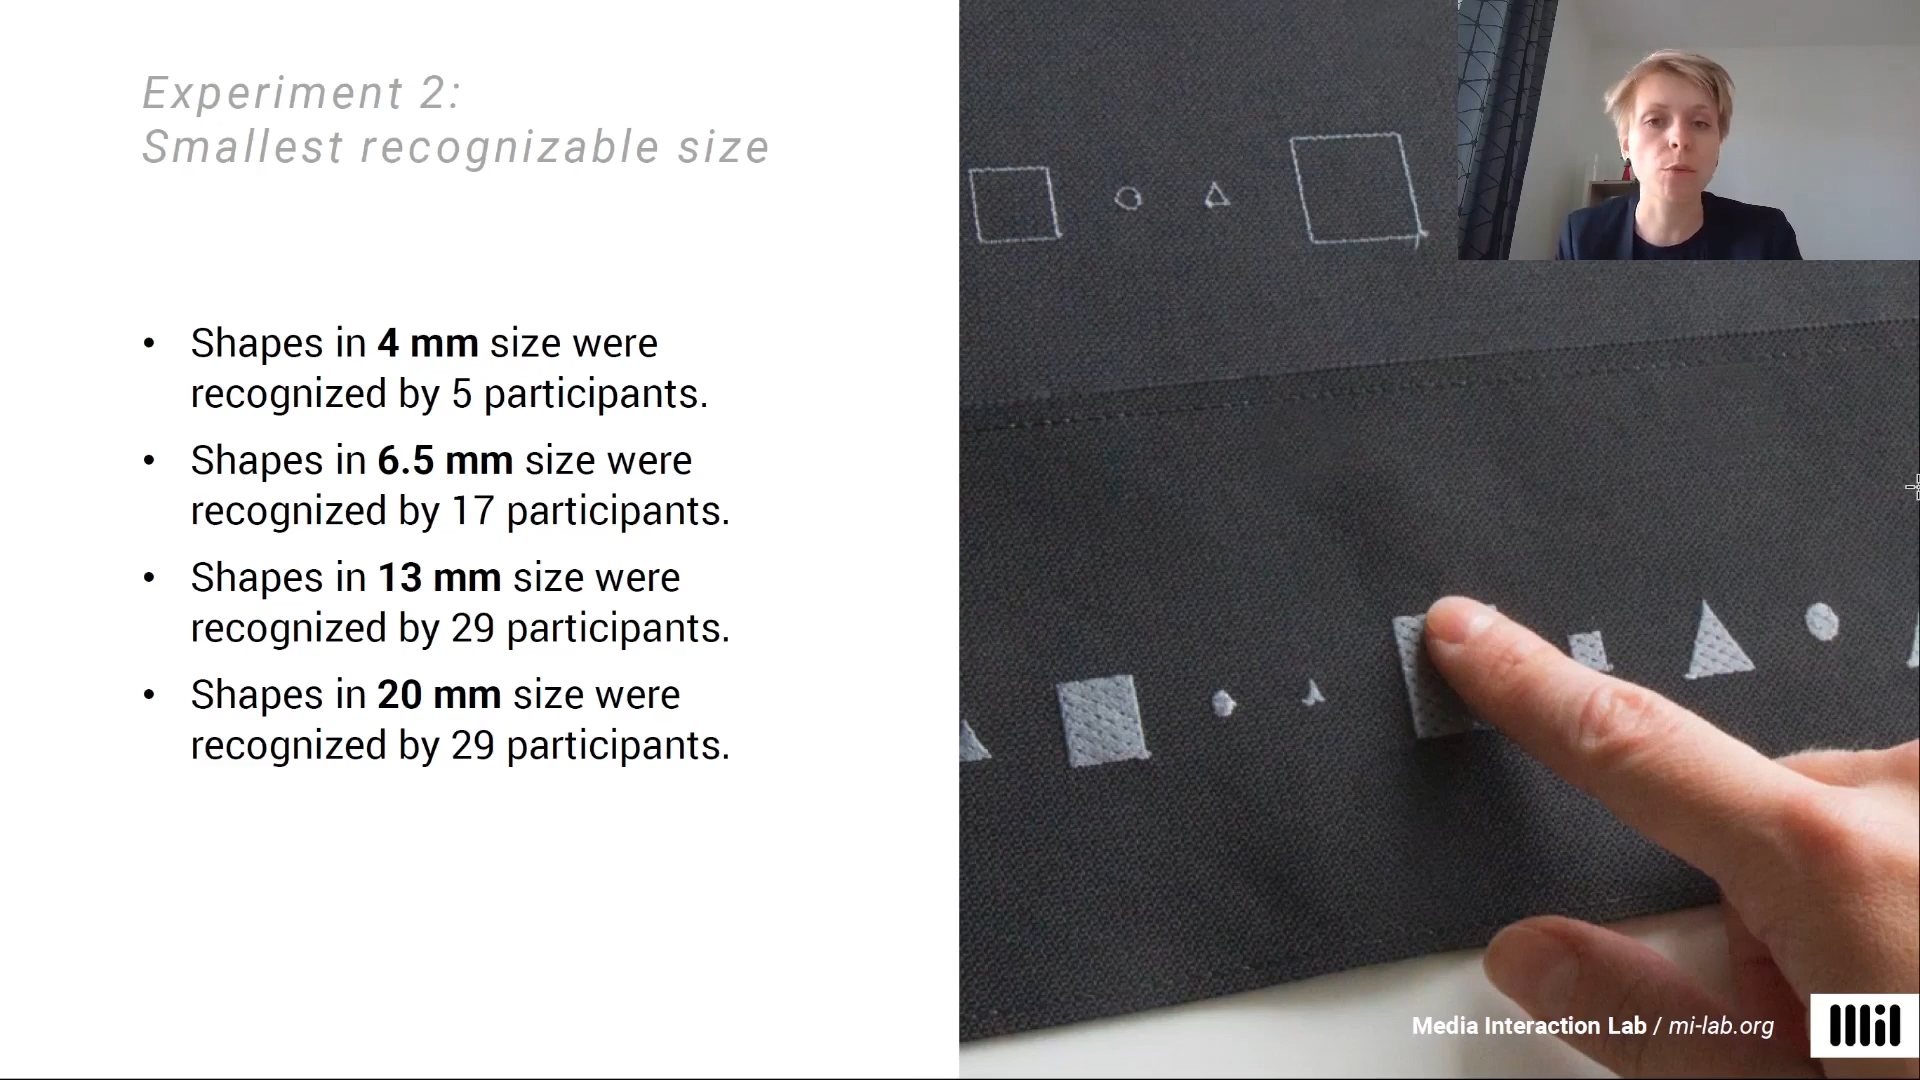 Experiment 2:
Smallest recognizable size
• Shapes in 4 mm size were
recognized by 5 participants.
• Shapes in 6.5 mm size were
recognized by 17 participants.
• Shapes in 13 mm size were
recognized by 29 participants.
• Shapes in 20 mm size were
recognized by 29 participants.
Media Interaction Lab / mi-lab.org
mil